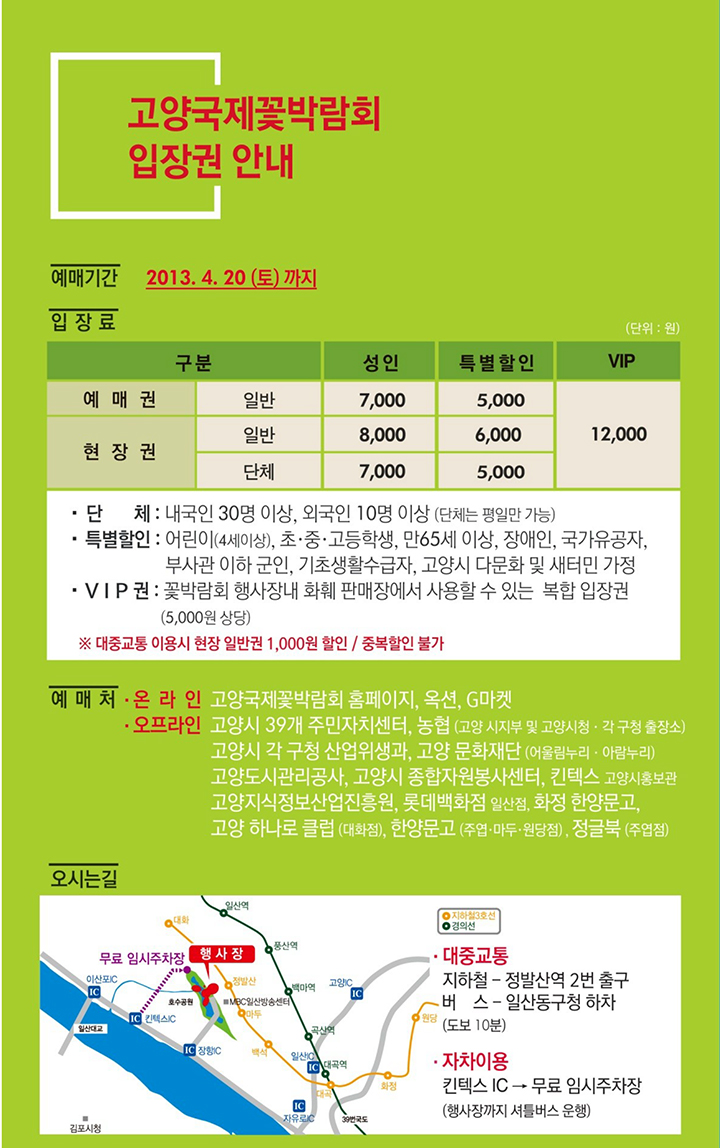 고양국제꽃박람회
입장권 안내
예매기간 2013. 4. 20 (토) 까지
입 장 료 (단위 : 원)
구분 성인 특별할인 VIP
예 매 권 일반 7,000 5,000 12,000
현 장 권 일반 8,000 6,000
단체 7,000 5,000
· 단 체 : 내국인 30명 이상, 외국인 10명 이상 (단체는 평일만 가능)
· 특별할인 : 어린이(4세이상), 초·중·고등학생, 만65세 이상, 장애인, 국가유공자,
부사관 이하 군인, 기초생활수급자, 고양시 다문화 및 새터민 가정
· V I P 권 : 꽃박람회 행사장내 화훼 판매장에서 사용할 수 있는 복합 입장권
(5,000원 상당)
※ 대중교통 이용시 현장 일반권 1,000원 할인 / 중복할인 불가
예 매 처 · 온 라 인 고양국제꽃박람회 홈페이지, 옥션, G마켓
· 오프라인 고양시 39개 주민자치센터, 농협 (고양 시지부 및 고양시청 · 각 구청 출장소)
고양시 각 구청 산업위생과, 고양 문화재단 (어울림누리 · 아람누리)
고양도시관리공사, 고양시 종합자원봉사센터, 킨텍스 고양시홍보관
고양지식정보산업진흥원, 롯데백화점 일산점, 화정 한양문고,
고양 하나로 클럽 (대화점), 한양문고 (주엽·마두·원당점) , 정글북 (주엽점)
오시는길
일산역
지하철3호선
경의선
대화
풍산역
행사장
무료 임시주차장
이산포IC
IC
정발산
백마역
고양IC
IC
호수공원
MBC일산방송센터
마두
킨텍스IC
IC
일산대교
원당
곡산역
백석
장항IC
IC
일산IC
IC
대곡역
대곡
화정
IC
자유로IC
39번국도
김포시청
· 대중교통
지하철 – 정발산역 2번 출구
버 스 – 일산동구청 하차
(도보 10분)
· 자차이용
킨텍스 IC → 무료 임시주차장
(행사장까지 셔틀버스 운행)